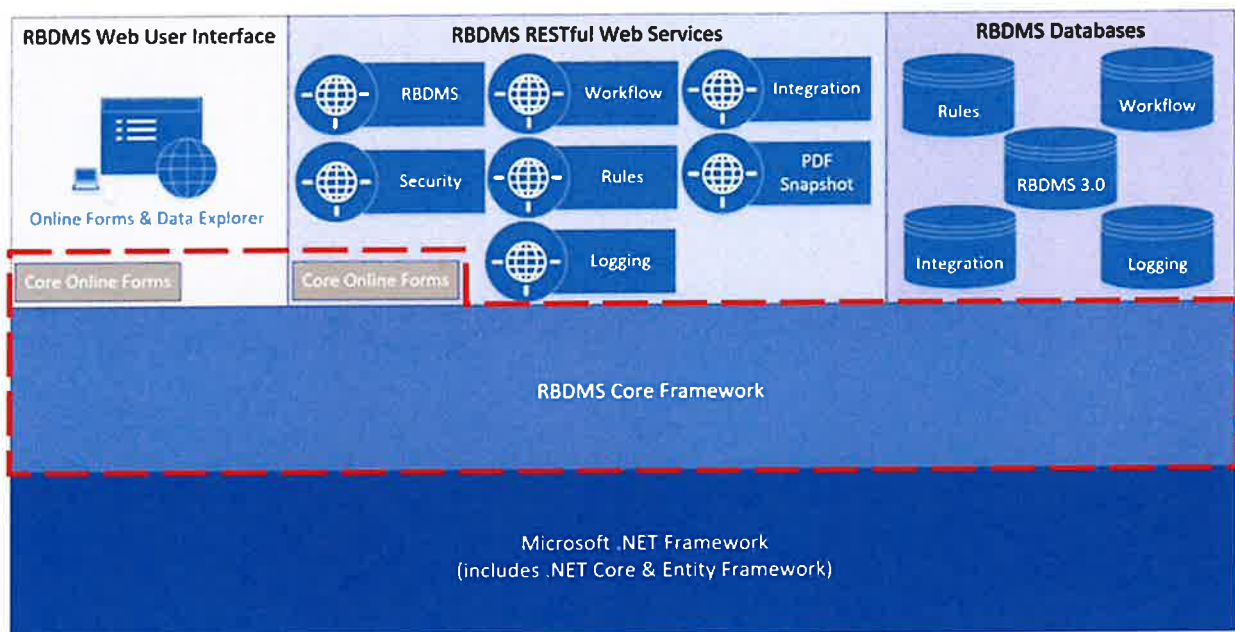 RBDMS Web User Interface
Online Forms & Data Explorer
Core Online Forms
RBDMS RESTful Web Services
RBDMS
Workflow
Integration
Security
Rules
PDF
Snapshot
Logging
Core Online Forms
RBDMS Databases
Rules
Workflow
RBDMS 3.0
Integration
Logging
RBDMS Core Framework
Microsoft .NET Framework
(includes .NET Core & Entity Framework)